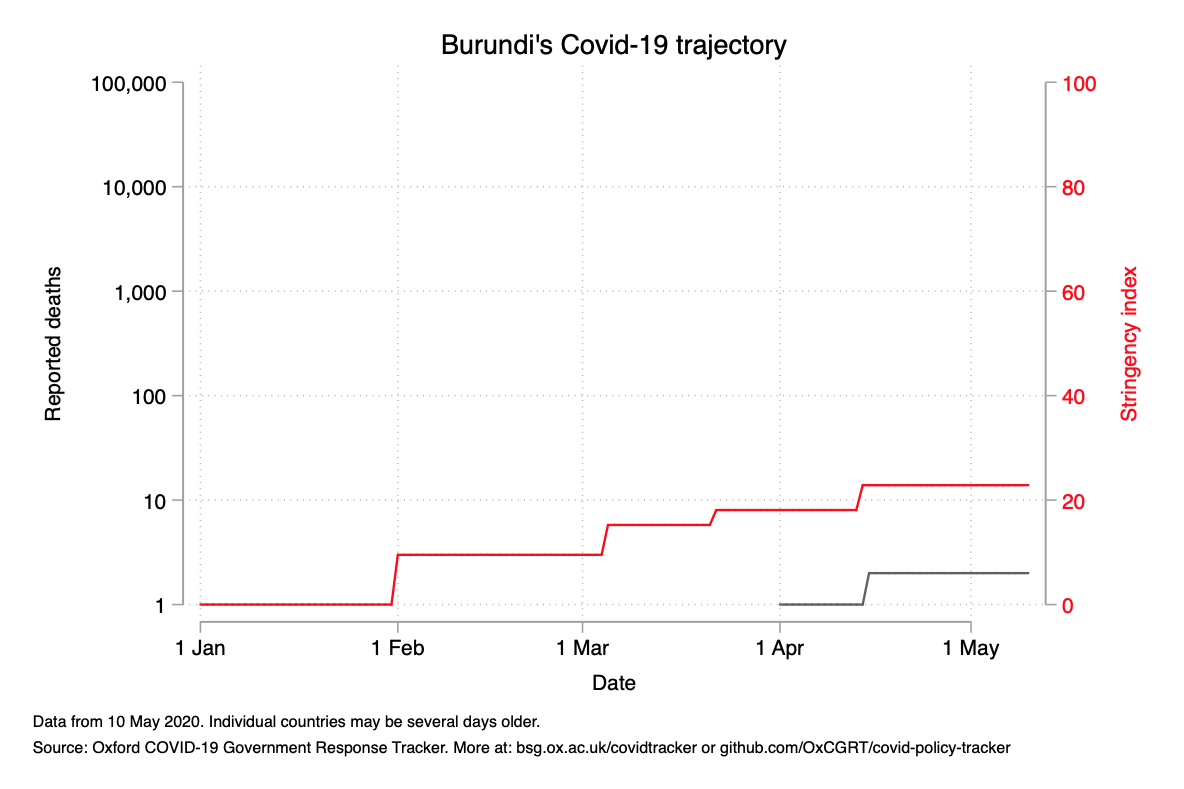 Burundi's Covid-19 trajectory
100,000
10,000
1,000
100
10
1
Reported deaths
100
80
60
40
20
0
Stringency index
1 Jan
1 Feb
1 Mar
1 Apr
1 May
Date
Data from 10 May 2020. Individual countries may be several days older.
Source: Oxford COVID-19 Government Response Tracker. More at: bsg.ox.ac.uk/covidtracker or github.com/OxCGRT/covid-policy-tracker